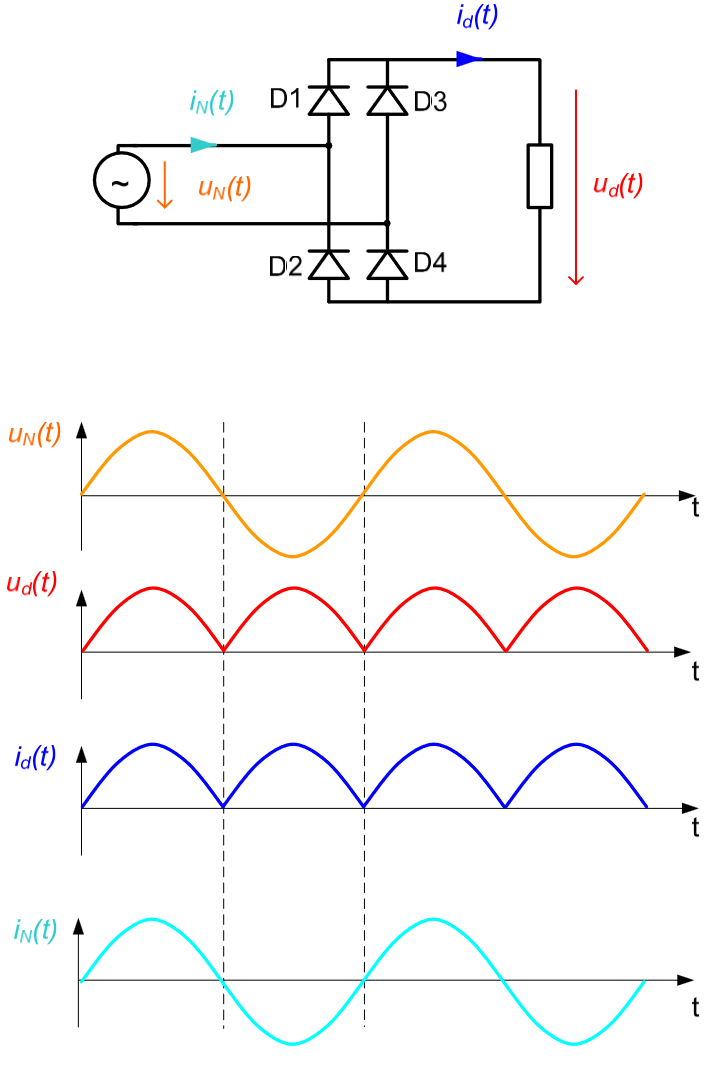 i_d(t)
D1
D3
i_N(t)
~
u_N(t)
u_d(t)
D2
D4
u_N(t)
t
u_d(t)
t
i_d(t)
t
i_N(t)
t